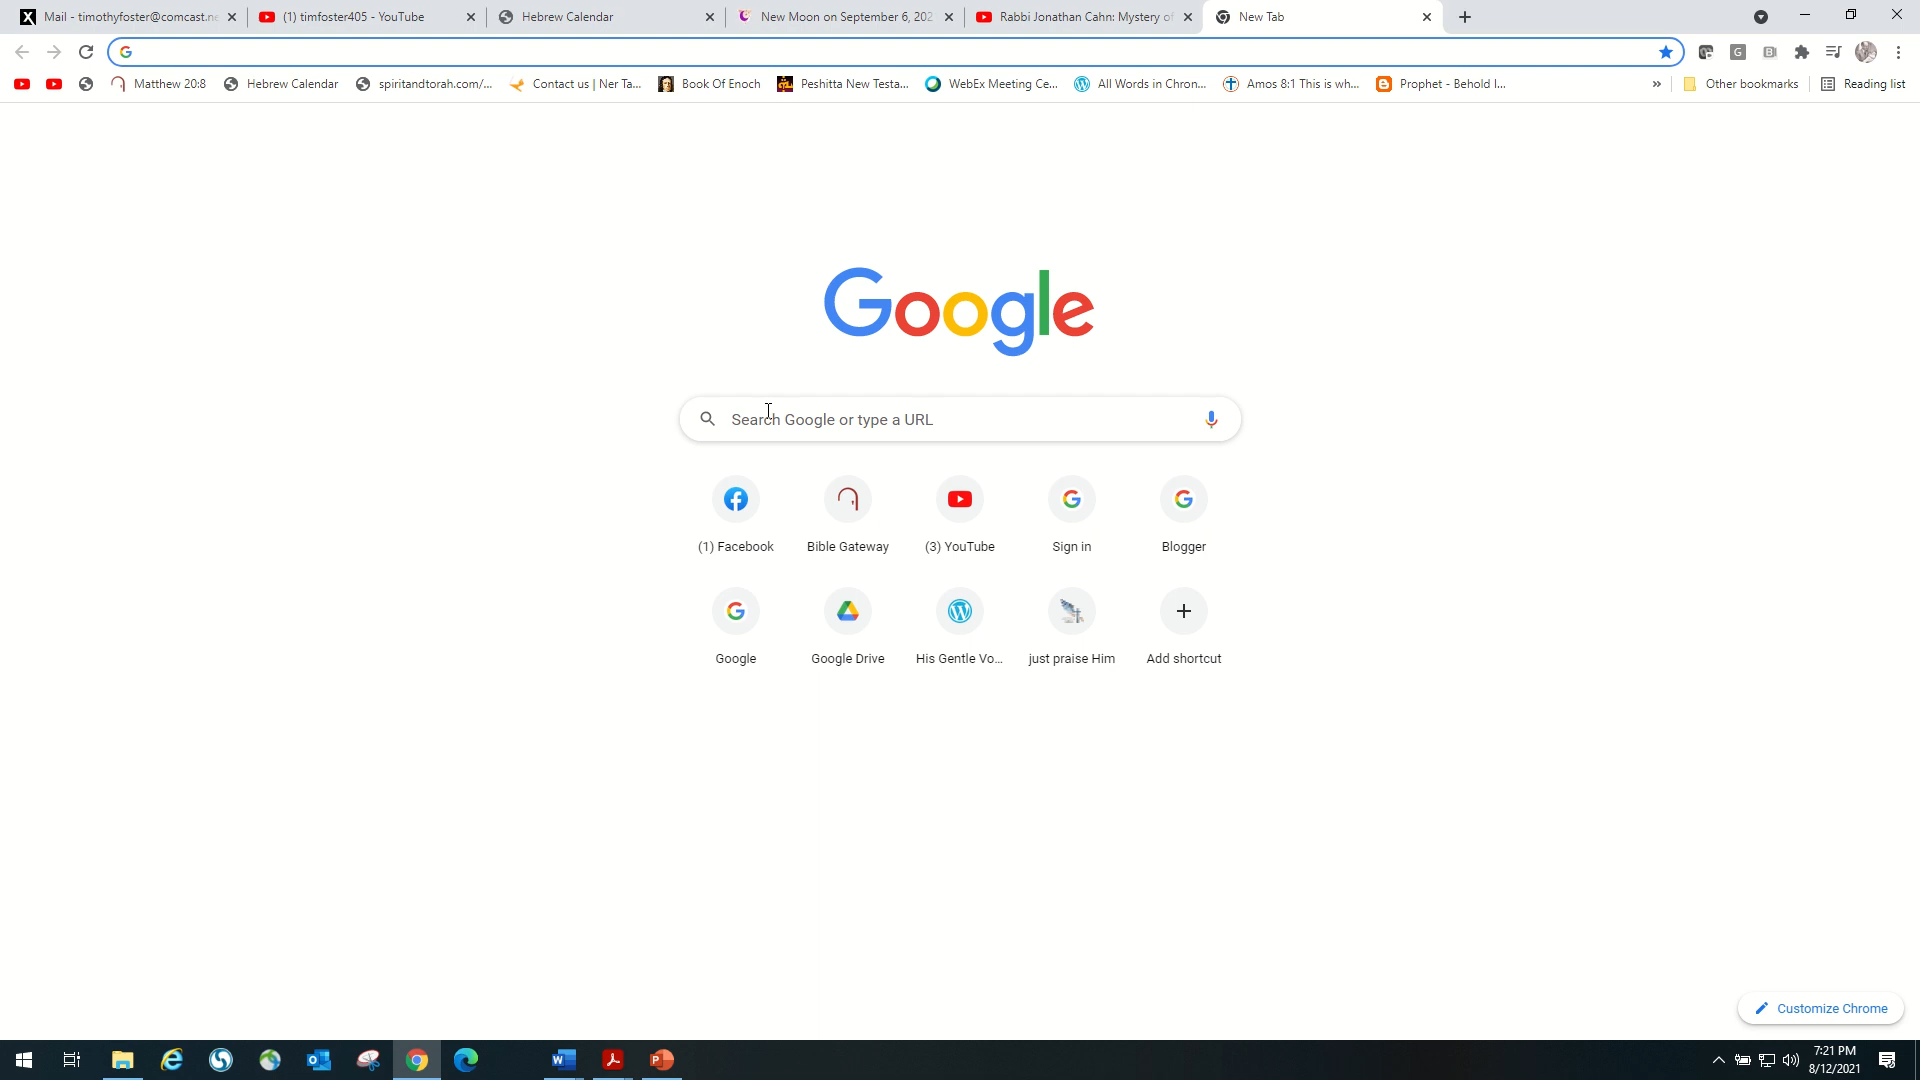 Mail - timothyfoster@comcast.ne
(1) timfoster405 - YouTube
Hebrew Calendar
New Moon on September 6, 202
Rabbi Jonathan Cahn: Mystery of
New Tab
Matthew 20:8
Hebrew Calendar
spiritandtorah.com/...
Contact us | Ner Ta...
Book Of Enoch
Peshitta New Testa...
WebEx Meeting Ce...
All Words in Chron...
Amos 8:1 This is wh...
Prophet - Behold I...
»
Other bookmarks
Reading list
Google
Search Google or type a URL
(1) Facebook
Bible Gateway
(3) YouTube
Sign in
Blogger
Google
Google Drive
His Gentle Vo...
just praise Him
Add shortcut
Customize Chrome
7:21 PM
8/12/2021